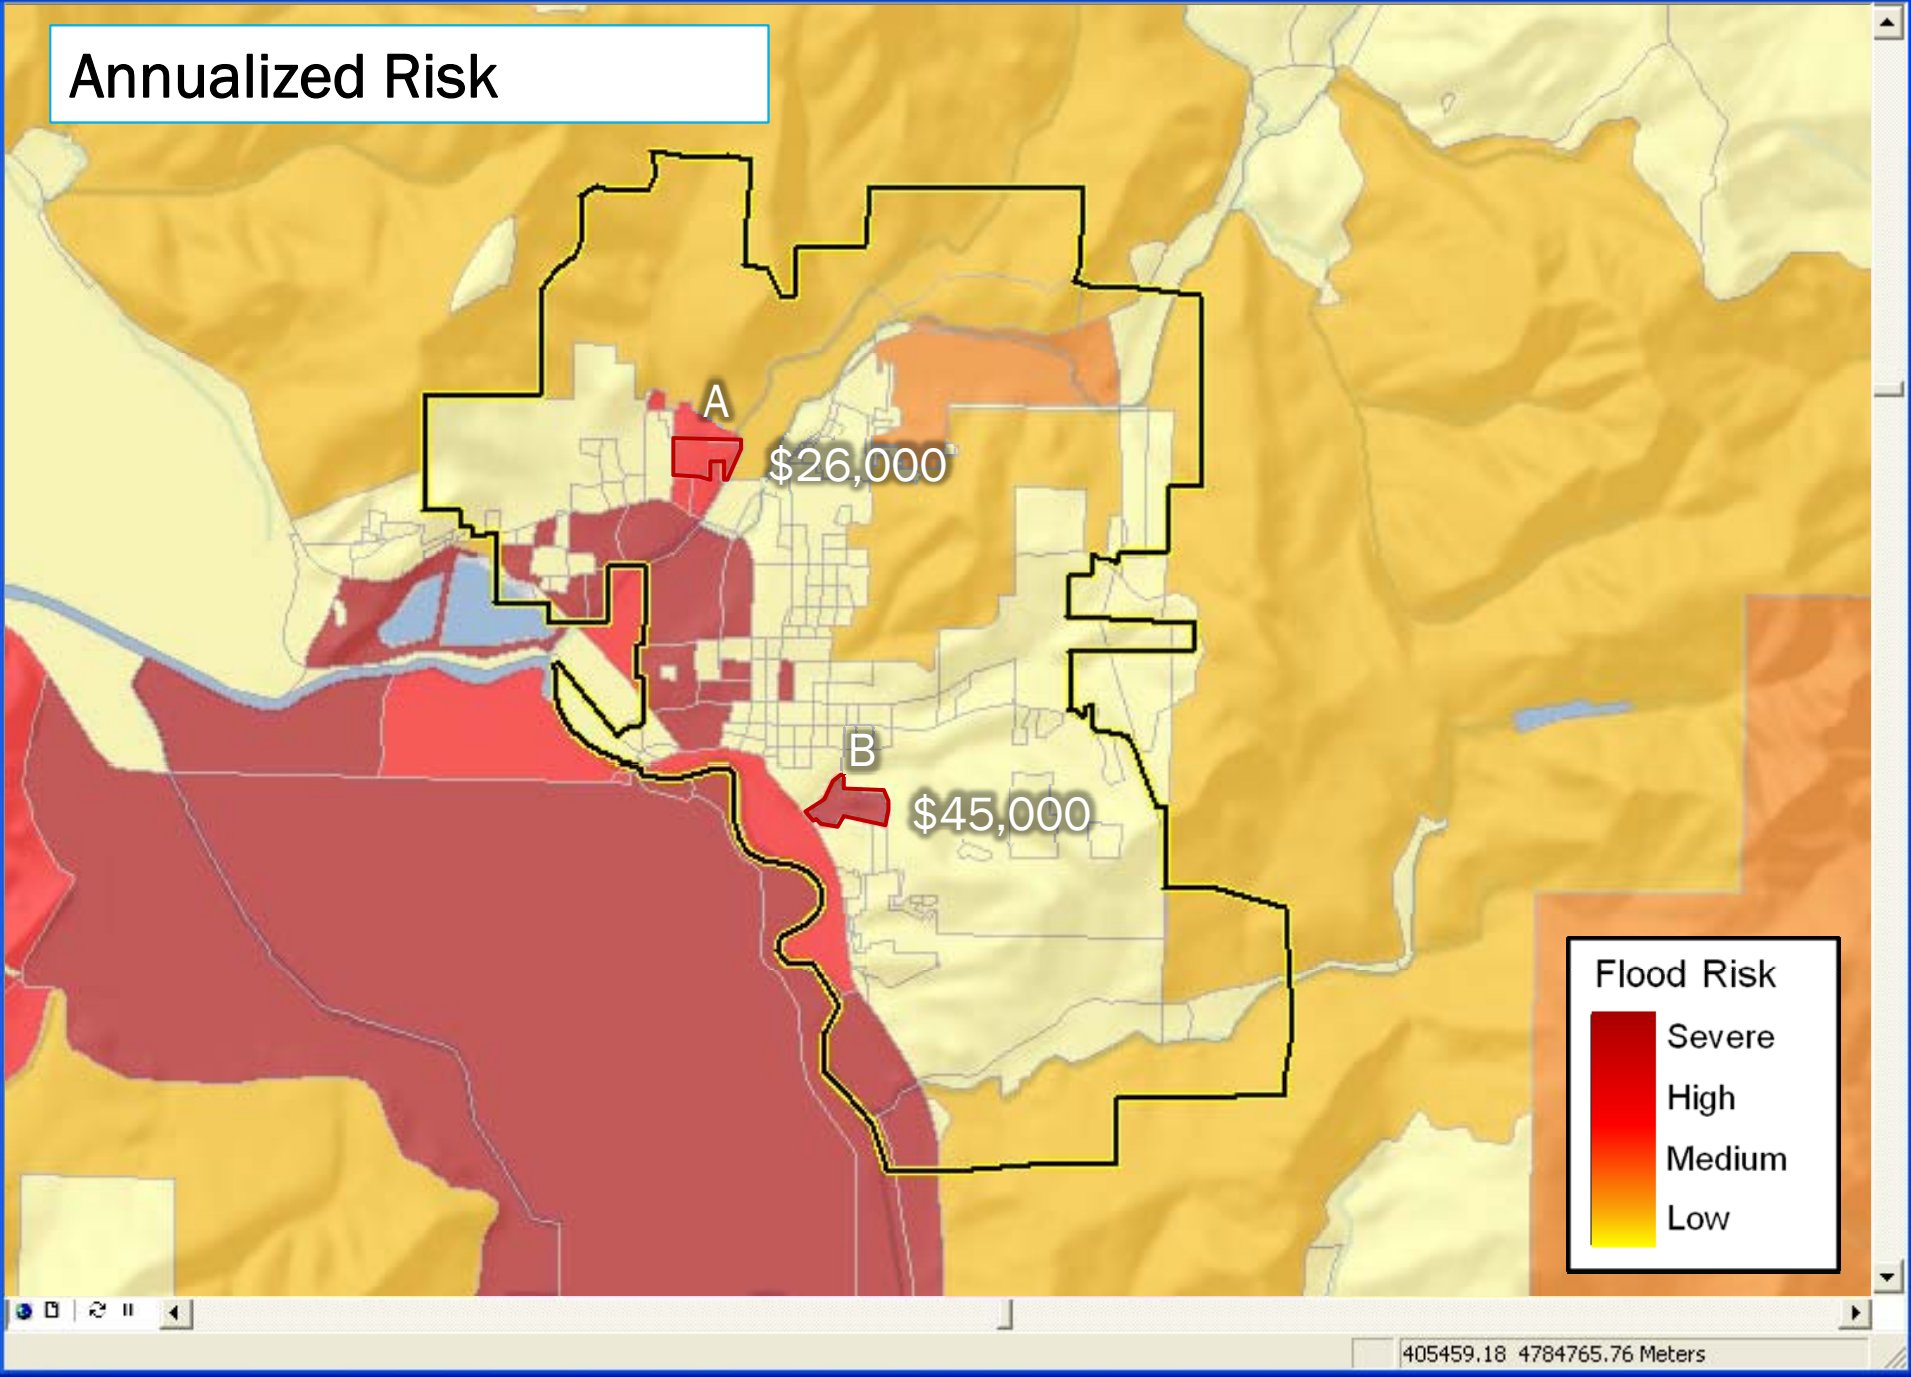 Annualized Risk
A
$26,000
B
$45,000
Flood Risk
Severe
High
Medium
Low
405459.18 4784765.76 Meters